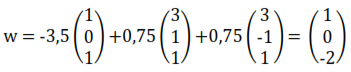 w = -3,5 (1 0 1) +0,75 (3 1 1) +0,75 (3 -1 1) = (1 0 -2)